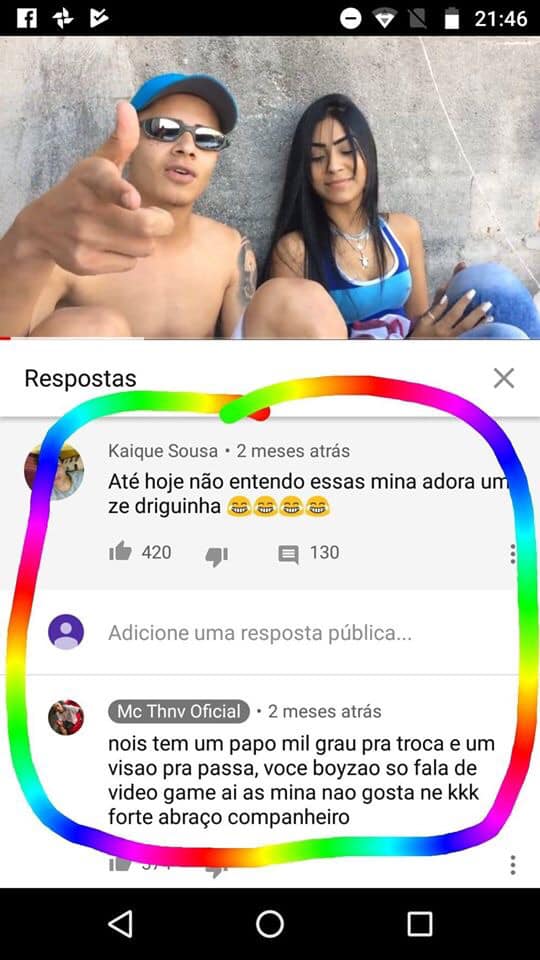 21:46
Respostas
Kaique Sousa • 2 meses atrás
Até hoje não entendo essas mina adora um
ze driguinha 😂😂😂😂
420 130
Adicione uma resposta pública...
Mc Thnv Oficial • 2 meses atrás
nois tem um papo mil grau pra troca e um
visao pra passa, voce boyzao so fala de
video game ai as mina nao gosta ne kkk
forte abraço companheiro